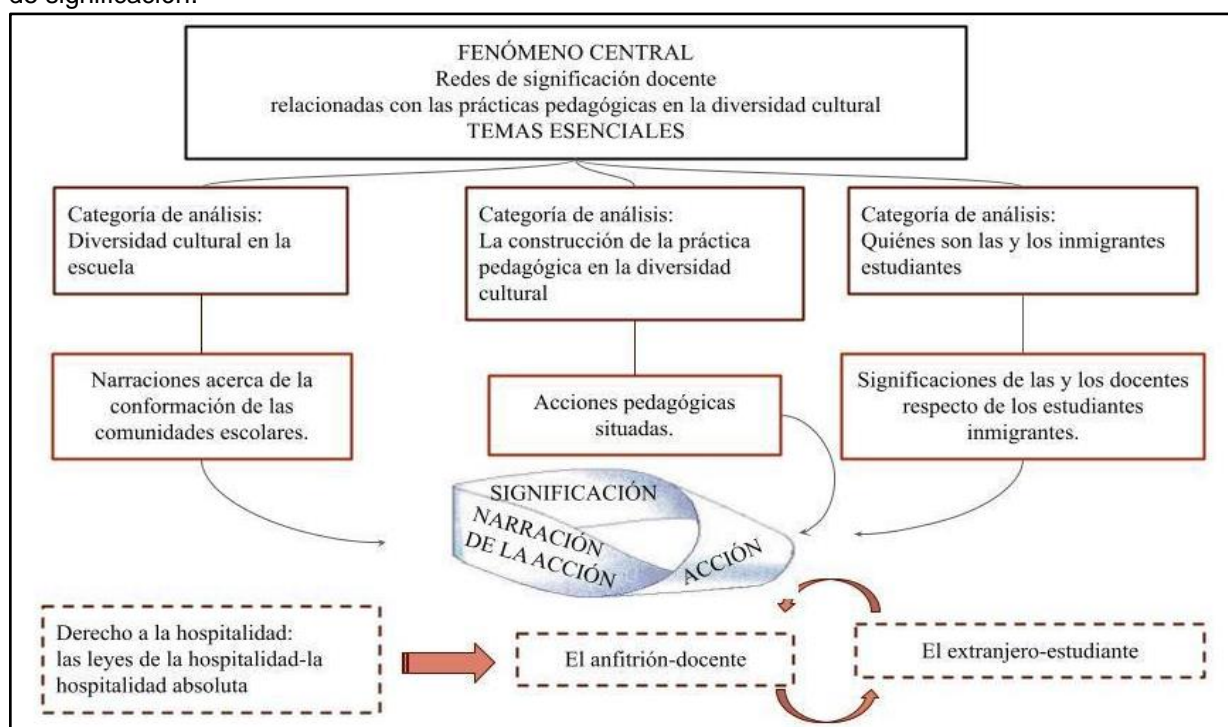 de significación.
FENÓMENO CENTRAL
Redes de significación docente
relacionadas con las prácticas pedagógicas en la diversidad cultural
TEMAS ESENCIALES
Categoría de análisis:
Diversidad cultural en la
escuela
Categoría de análisis:
La construcción de la práctica
pedagógica en la diversidad
cultural
Categoría de análisis:
Quiénes son las y los inmigrantes
estudiantes
Narraciones acerca de la
conformación de las
comunidades escolares.
Acciones pedagógicas
situadas.
Significaciones de las y los docentes
respecto de los estudiantes
inmigrantes.
SIGNIFICACIÓN
NARRACIÓN
DE LA ACCIÓN
ACCIÓN
Derecho a la hospitalidad:
las leyes de la hospitalidad-la
hospitalidad absoluta
El anfitrión-docente
El extranjero-estudiante